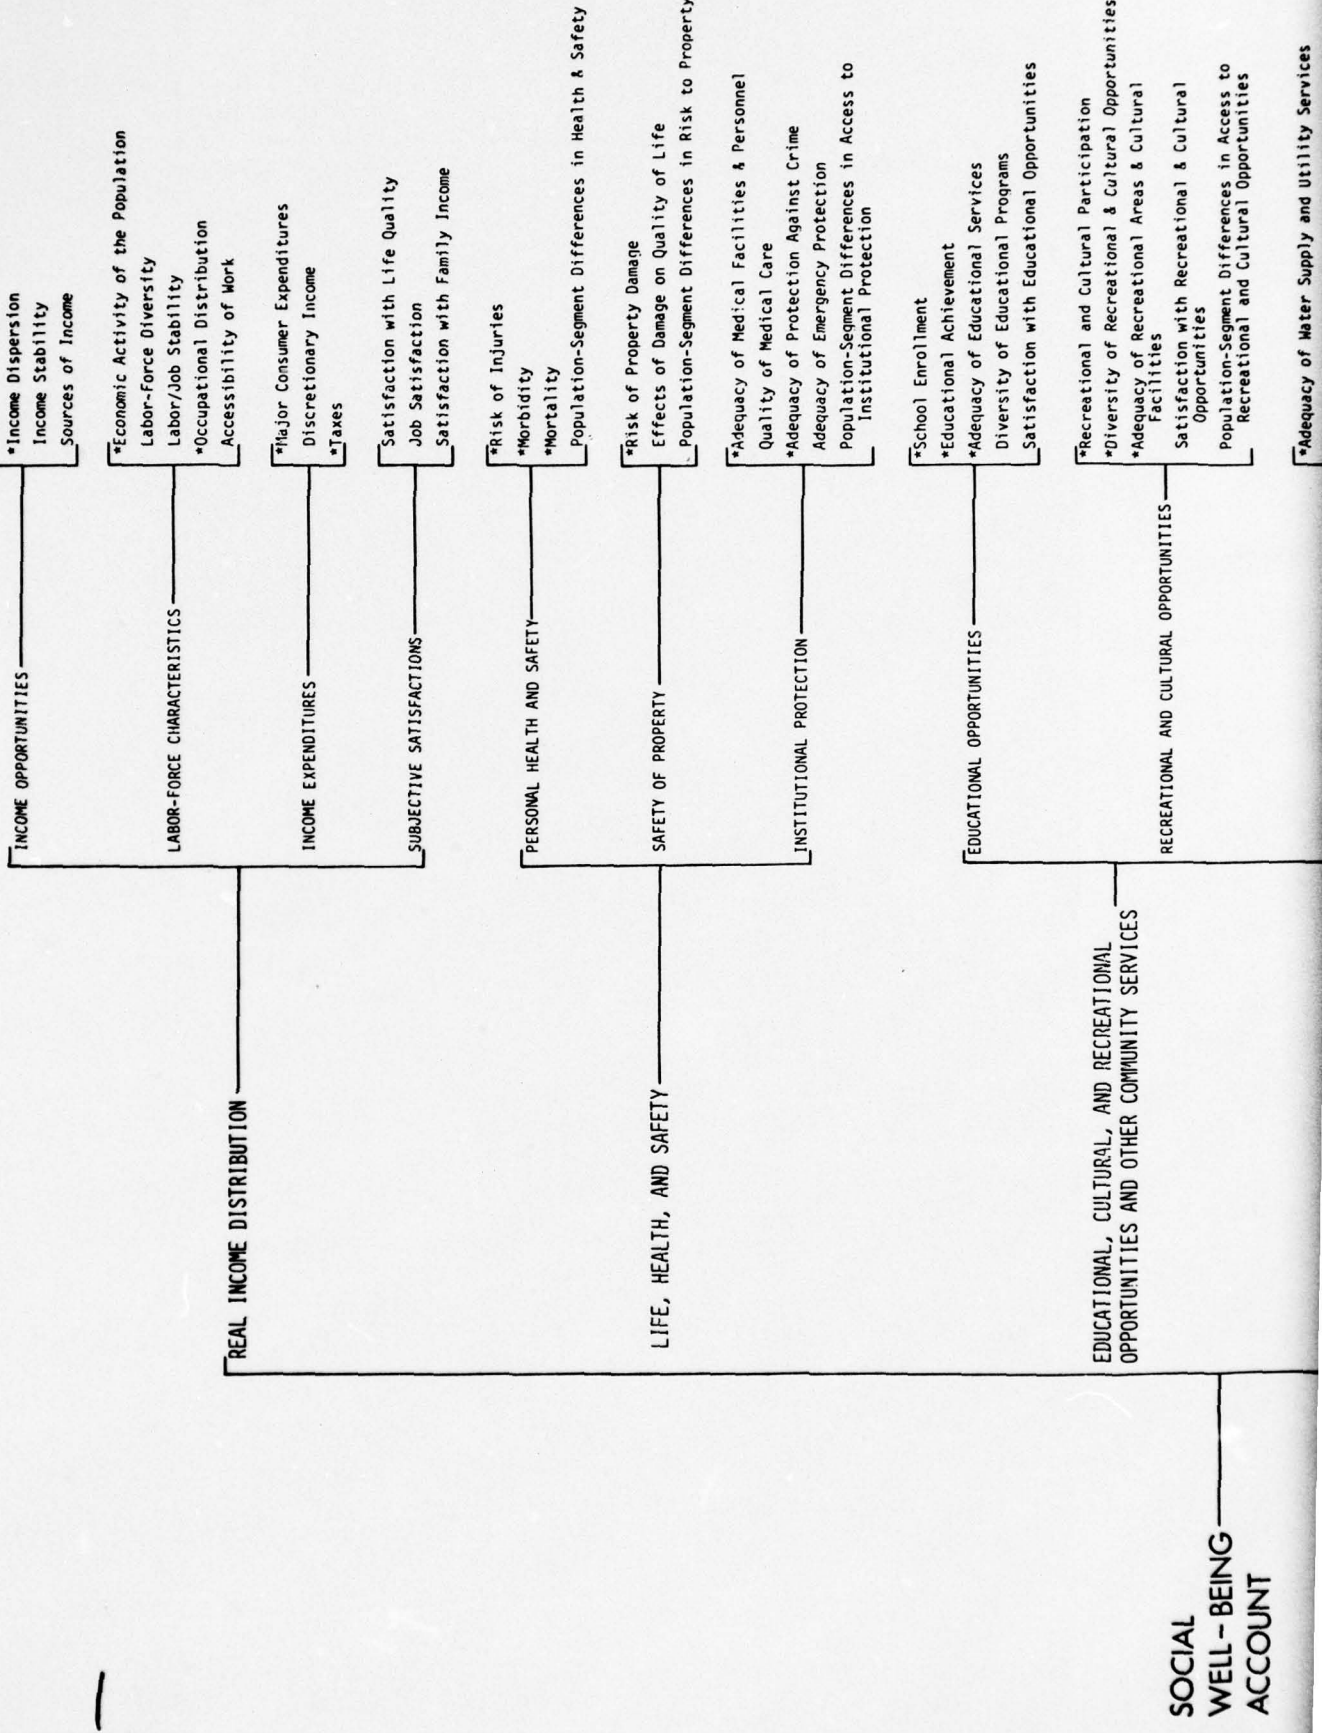 SOCIAL
WELL-BEING
ACCOUNT
REAL INCOME DISTRIBUTION
INCOME OPPORTUNITIES
*Income Dispersion
Income Stability
Sources of Income
LABOR-FORCE CHARACTERISTICS
*Economic Activity of the Population
Labor-Force Diversity
Labor/Job Stability
*Occupational Distribution
Accessibility of Work
INCOME EXPENDITURES
*Major Consumer Expenditures
Discretionary Income
*Taxes
SUBJECTIVE SATISFACTIONS
Satisfaction with Life Quality
Job Satisfaction
Satisfaction with Family Income
LIFE, HEALTH, AND SAFETY
PERSONAL HEALTH AND SAFETY
*Risk of Injuries
*Morbidity
*Mortality
Population-Segment Differences in Health & Safety
SAFETY OF PROPERTY
*Risk of Property Damage
Effects of Damage on Quality of Life
Population-Segment Differences in Risk to Property
INSTITUTIONAL PROTECTION
*Adequacy of Medical Facilities & Personnel
Quality of Medical Care
*Adequacy of Protection Against Crime
Adequacy of Emergency Protection
Population-Segment Differences in Access to
Institutional Protection
EDUCATIONAL, CULTURAL, AND RECREATIONAL
OPPORTUNITIES AND OTHER COMMUNITY SERVICES
EDUCATIONAL OPPORTUNITIES
*School Enrollment
*Educational Achievement
*Adequacy of Educational Services
Diversity of Educational Programs
Satisfaction with Educational Opportunities
RECREATIONAL AND CULTURAL OPPORTUNITIES
*Recreational and Cultural Participation
*Diversity of Recreational & Cultural Opportunities
*Adequacy of Recreational Areas & Cultural
Facilities
Satisfaction with Recreational & Cultural
Opportunities
Population-Segment Differences in Access to
Recreational and Cultural Opportunities
*Adequacy of Water Supply and Utility Services